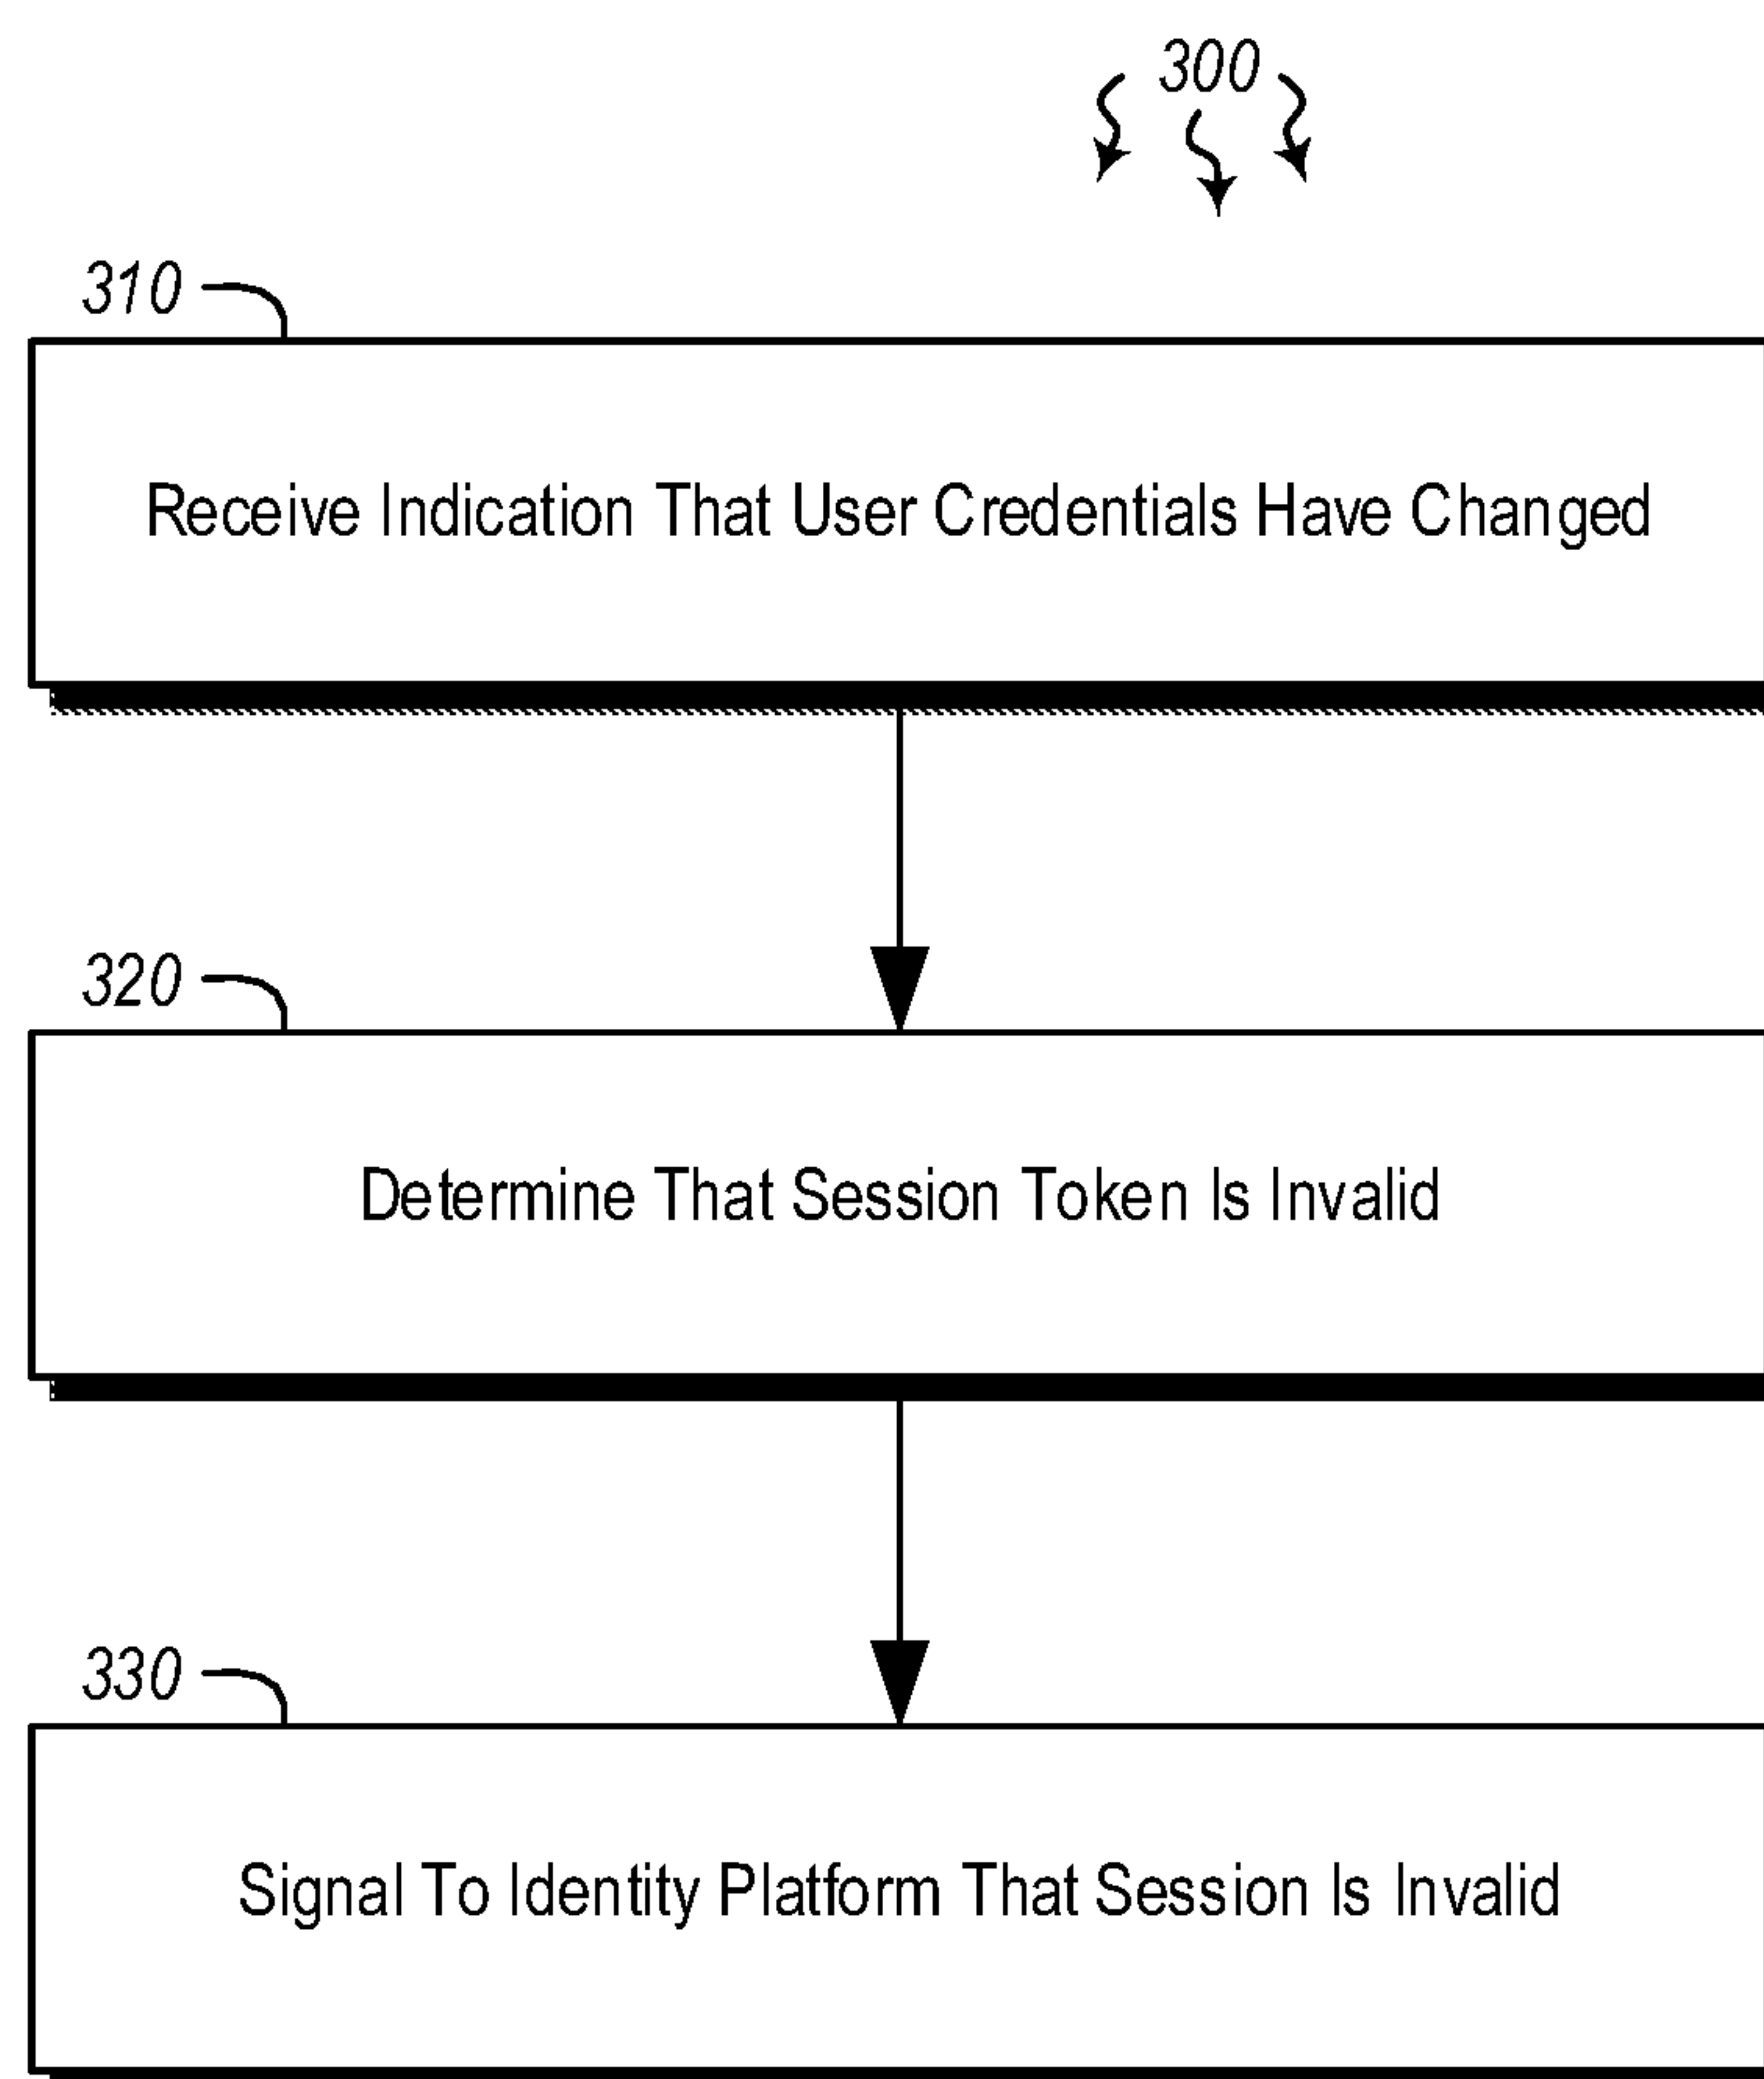 300
310
Receive Indication That User Credentials Have Changed
320
Determine That Session Token Is Invalid
330
Signal To Identity Platform That Session Is Invalid